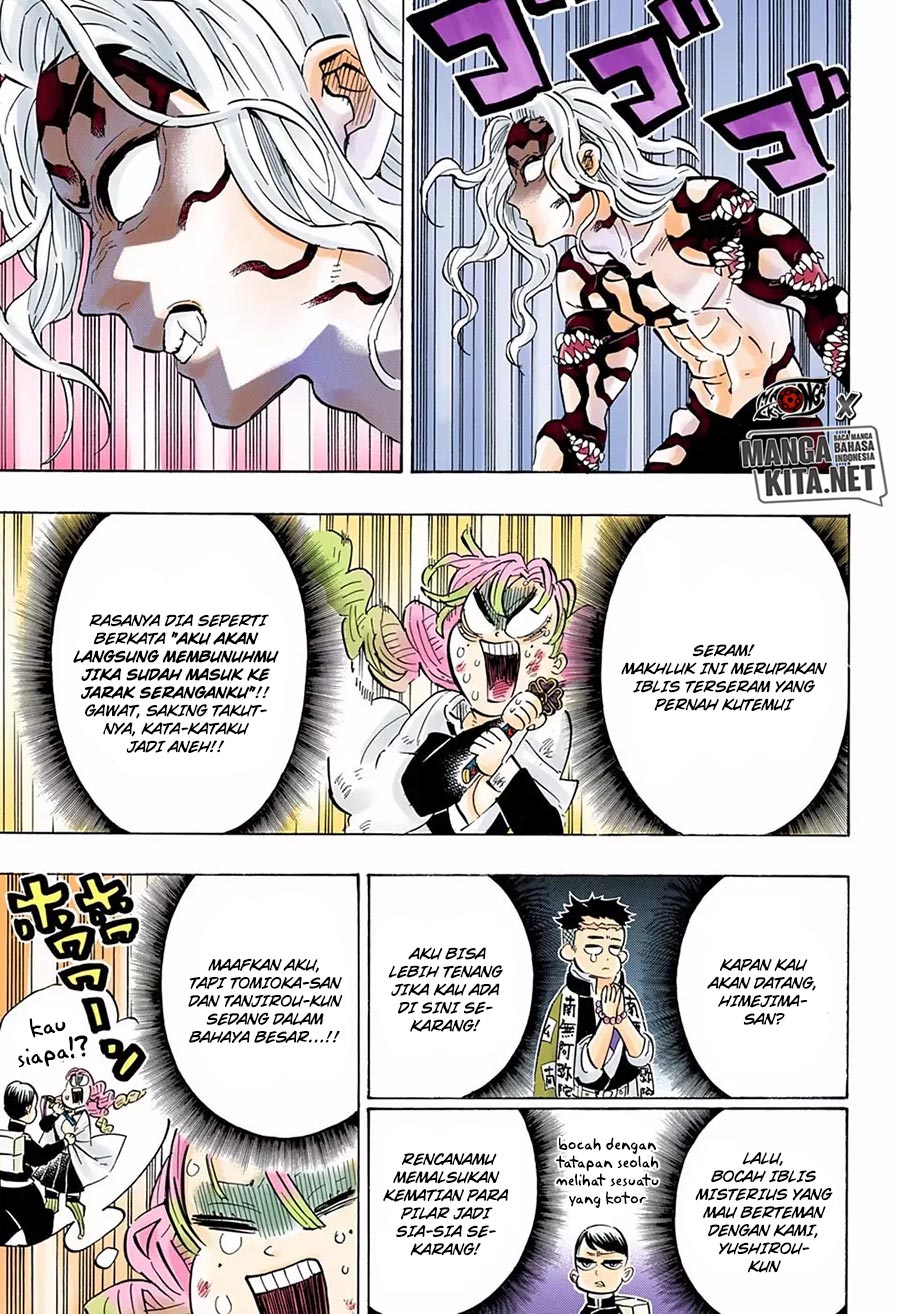 ゴゴゴ
MANGA
BACA MANGA
BAHASA
INDONESIA
KITA.NET
SERAM!
MAKHLUK INI MERUPAKAN
IBLIS TERSERAM YANG
PERNAH KUTEMUI
RASANYA DIA SEPERTI
BERKATA "AKU AKAN
LANGSUNG MEMBUNUHMU
JIKA SUDAH MASUK KE
JARAK SERANGANKU"!!
GAWAT, SAKING TAKUT-
NYA, KATA-KATAKU
JADI ANEH!!
KAPAN KAU
AKAN DATANG,
HIMEJIMA-
SAN?
南無阿弥陀
AKU BISA
LEBIH TENANG
JIKA KAU ADA
DI SINI SE-
KARANG!
LALU,
BOCAH IBLIS
MISTERIUS YANG
MAU BERTEMAN
DENGAN KAMI,
YUSHIROU-
KUN
bocah dengan
tatapan seolah
melihat sesuatu
yang kotor
RENCANAMU
MEMALSUKAN
KEMATIAN PARA
PILAR JADI
SIA-SIA SE-
KARANG!
MAAFKAN AKU,
TAPI TOMIOKA-SAN
DAN TANJIROU-KUN
SEDANG DALAM
BAHAYA BESAR...!!
kau
siapa!?